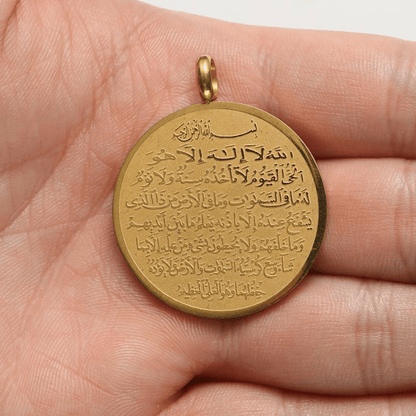 بسم الله الرحمن الرحيم
الله لا إله إلا هو
الحي القيوم لا تأخذه سنة ولا نوم
له ما في السموات وما في الأرض من ذا الذي
يشفع عنده إلا بإذنه يعلم ما بين أيديهم
وما خلفهم ولا يحيطون بشيء من علمه إلا بما
شاء وسع كرسيه السموات والأرض ولا يؤده
حفظهما وهو العلي العظيم